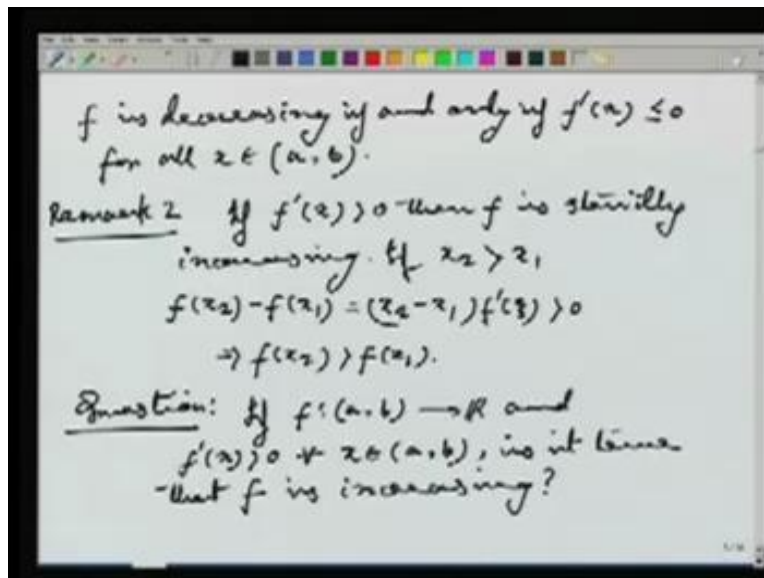 f is decreasing if and only if f'(x) ≤ 0
for all x ∈ (a, b).
Remark 2 If f'(x) > 0 then f is strictly
increasing. If x₂ > x₁
f(x₂) - f(x₁) = (x₂ - x₁) f'(ξ) > 0
⇒ f(x₂) > f(x₁).
Question: If f: (a, b) → R and
f'(x) > 0 ∀ x ∈ (a, b), is it true
that f is increasing?